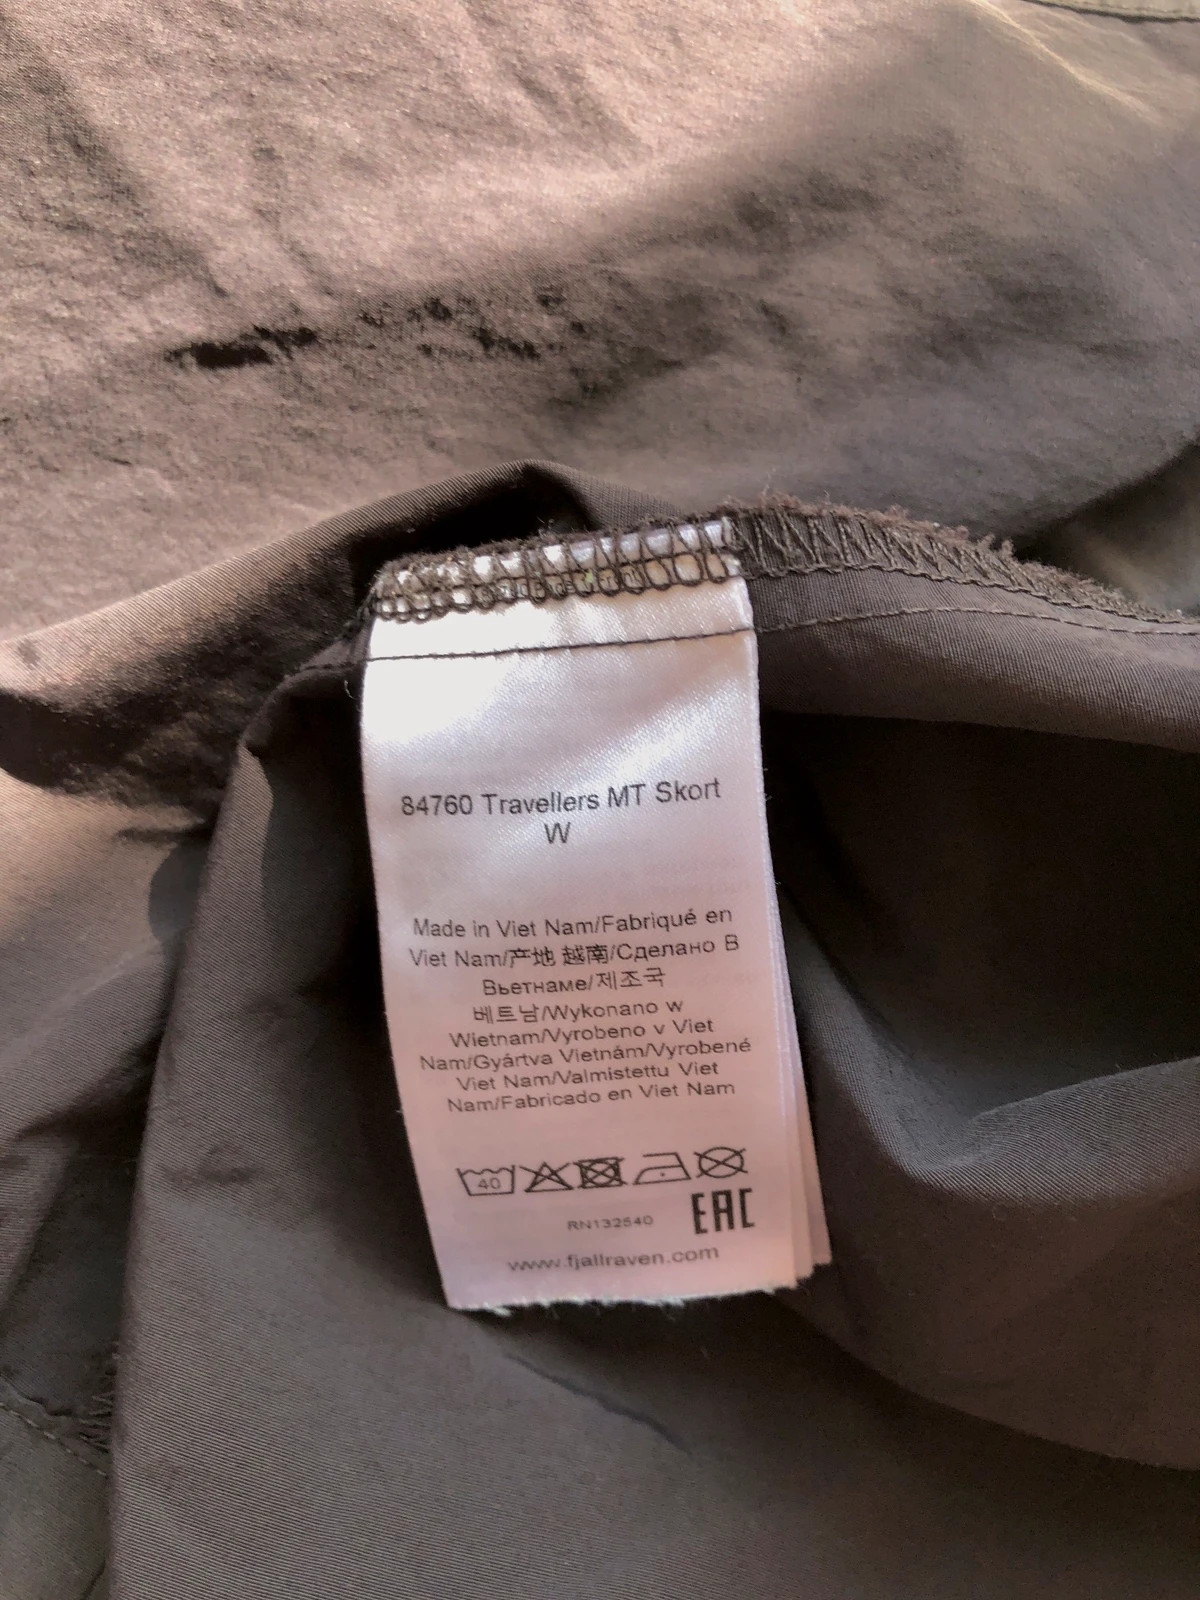 84760 Travellers MT Skort
W
Made in Viet Nam/Fabriqué en
Viet Nam/产地 越南/Сделано В
Вьетнаме/제조국
베트남/Wykonano w
Wietnam/Vyrobeno v Viet
Nam/Gyártva Vietnám/Vyrobené
Viet Nam/Valmistettu Viet
Nam/Fabricado en Viet Nam
40
RN132540
EAC
www.fjallraven.com